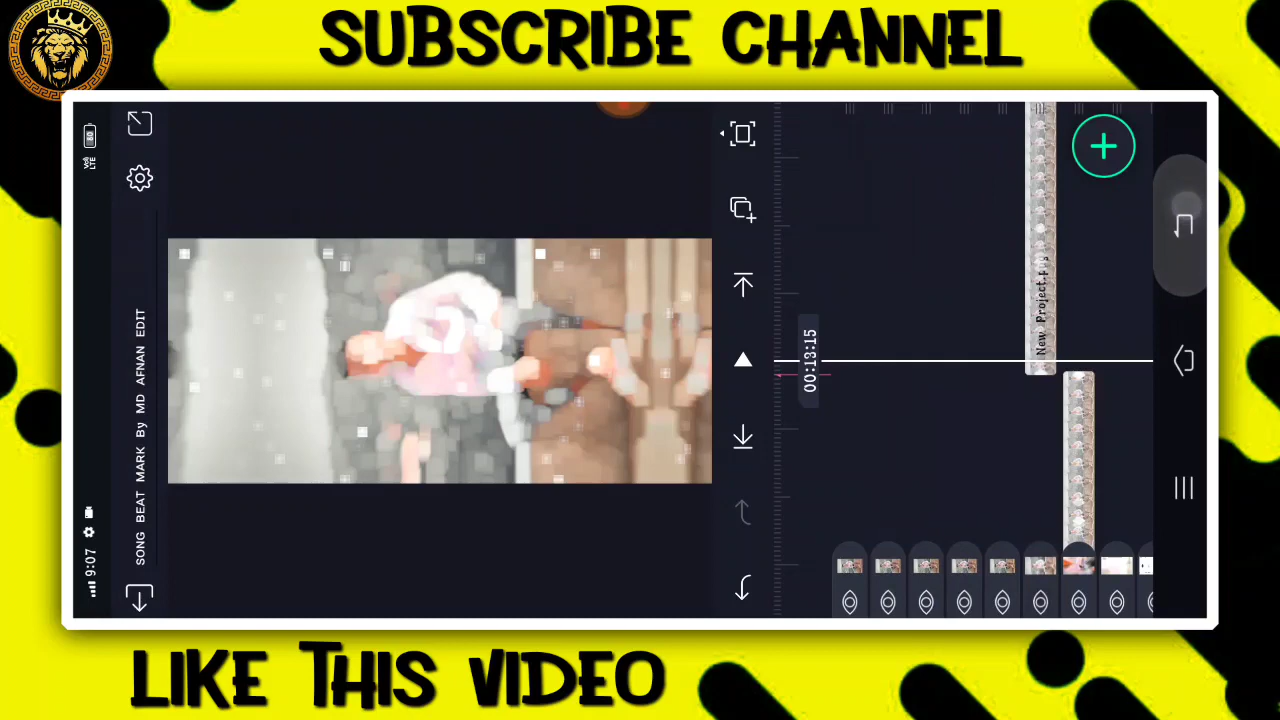 SUBSCRIBE CHANNEL
9:07
SONG BEAT MARK By MD AFNAN EDIT
00:13:15
New Project.png
LIKE THIS VIDEO